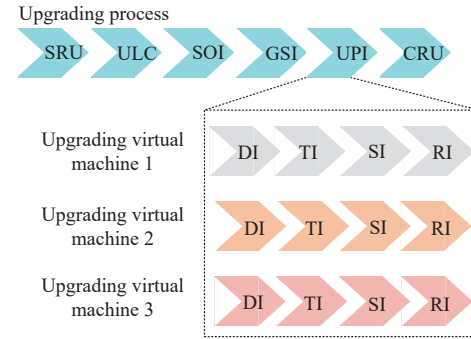 Upgrading process
SRU ULC SOI GSI UPI CRU
Upgrading virtual
machine 1
DI TI SI RI
Upgrading virtual
machine 2
DI TI SI RI
Upgrading virtual
machine 3
DI TI SI RI